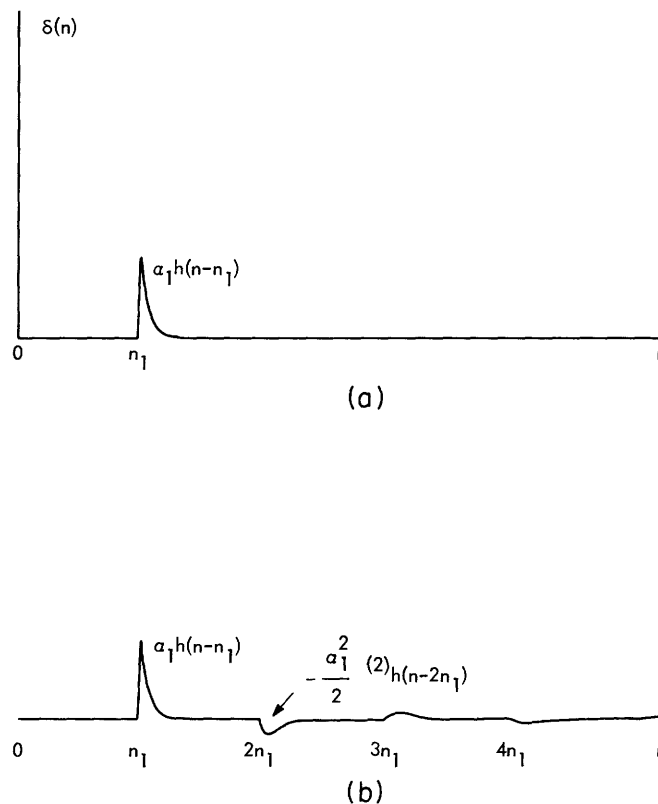 δ(n)
α₁h(n-n₁)
0 n₁
(a)
α₁h(n-n₁)
- α₁²/2 (2)h(n-2n₁)
0 n₁ 2n₁ 3n₁ 4n₁
(b)